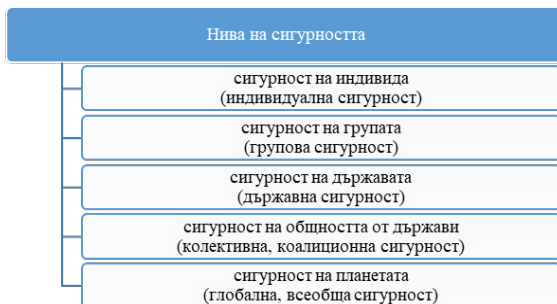 Нива на сигурността
сигурност на индивида
(индивидуална сигурност)
сигурност на групата
(групова сигурност)
сигурност на държавата
(държавна сигурност)
сигурност на общността от държави
(колективна, коалиционна сигурност)
сигурност на планетата
(глобална, всеобща сигурност)